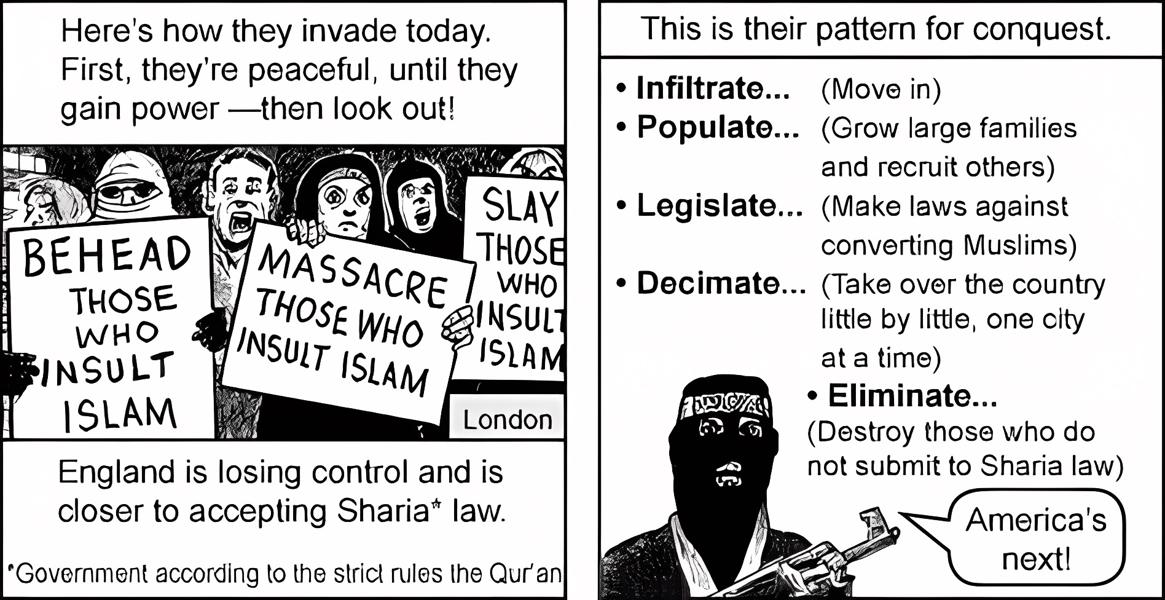 Here's how they invade today.
First, they're peaceful, until they
gain power —then look out!
BEHEAD
THOSE
WHO
INSULT
ISLAM
MASSACRE
THOSE WHO
INSULT ISLAM
SLAY
THOSE
WHO
INSULT
ISLAM
London
England is losing control and is
closer to accepting Sharia* law.
*Government according to the strict rules the Qur'an
This is their pattern for conquest.
• Infiltrate... (Move in)
• Populate... (Grow large families
and recruit others)
• Legislate... (Make laws against
converting Muslims)
• Decimate... (Take over the country
little by little, one city
at a time)
• Eliminate...
(Destroy those who do
not submit to Sharia law)
America's
next!